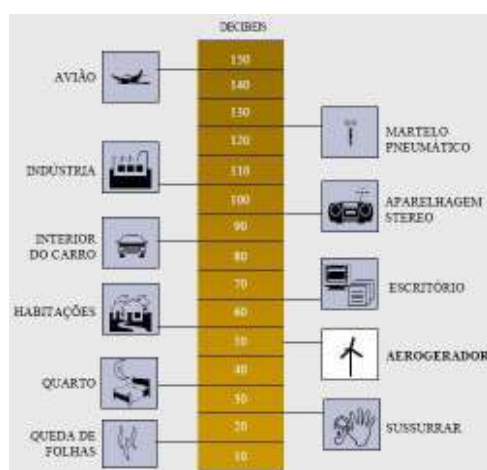 DECIBEIS
150
140
130
120
110
100
90
80
70
60
50
40
30
20
10
AVIÃO
INDÚSTRIA
INTERIOR
DO CARRO
HABITAÇÕES
QUARTO
QUEDA DE
FOLHAS
MARTELO
PNEUMÁTICO
APARELHAGEM
STEREO
ESCRITÓRIO
AEROGERADOR
SUSSURRAR